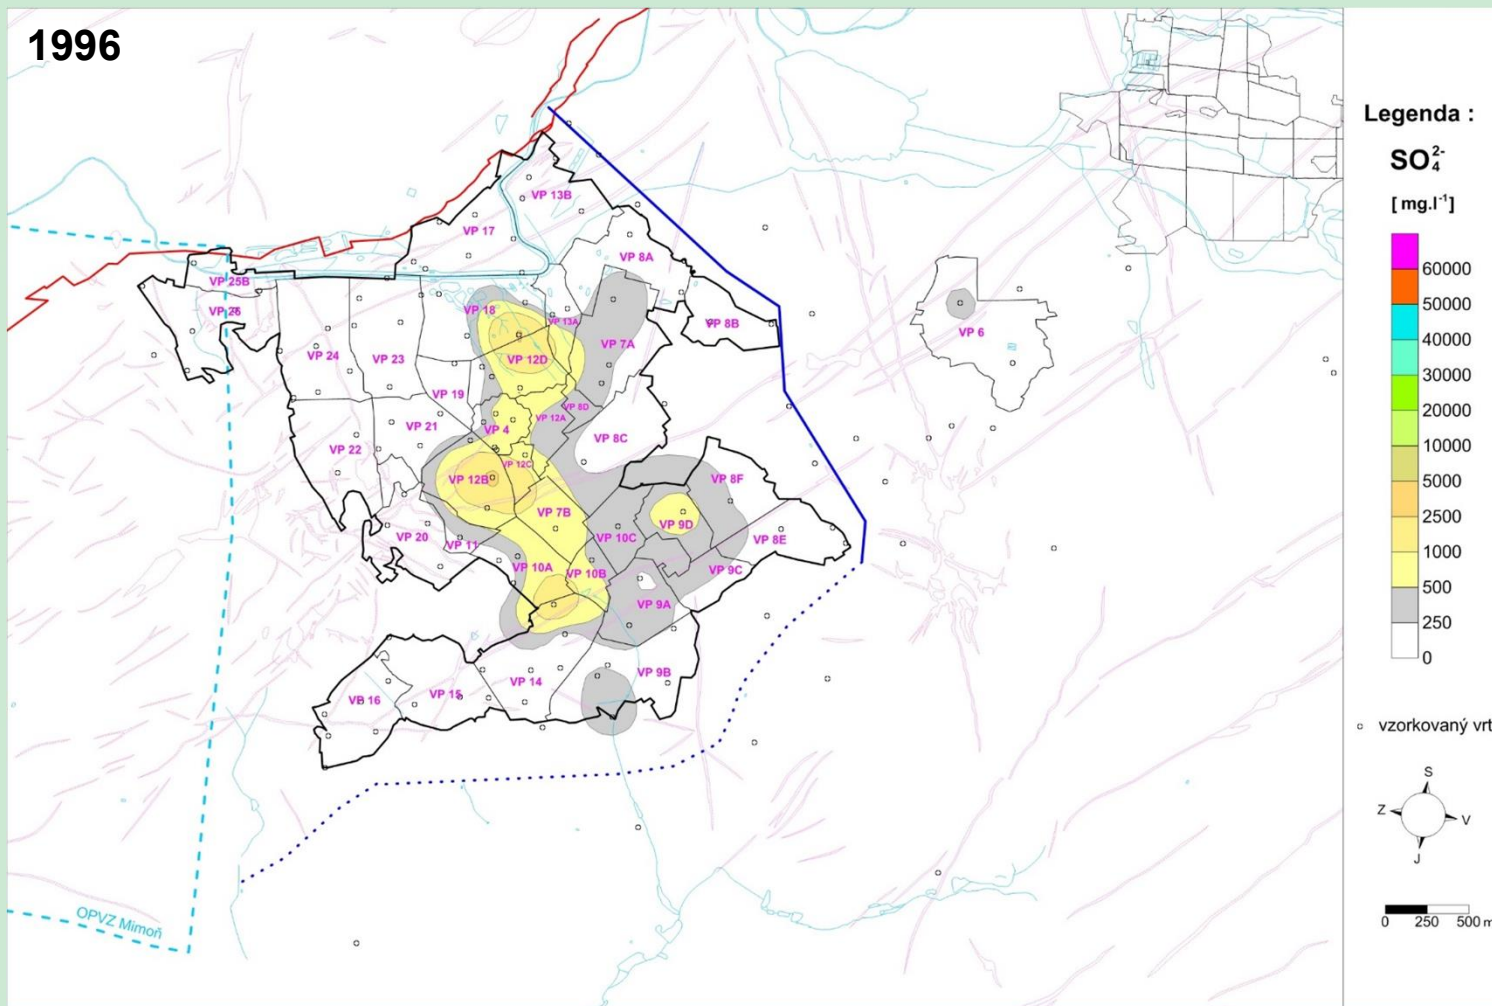 1996
VP 13B
VP 17
VP 8A
VP 25B
VP 26
VP 18
VP 13A
VP 8B
VP 6
VP 7A
VP 24
VP 23
VP 12D
VP 19
VP 8D
VP 12A
VP 4
VP 21
VP 8C
VP 22
VP 12C
VP 12B
VP 8F
VP 7B
VP 9D
VP 20
VP 11
VP 10C
VP 8E
VP 10A
VP 10B
VP 9C
VP 9A
VP 9B
VP 14
VP 15
VP 16
OPVZ Mimoň
Legenda :
SO₄²⁻
[ mg.l⁻¹]
60000
50000
40000
30000
20000
10000
5000
2500
1000
500
250
0
vzorkovaný vrt
S
Z V
J
0 250 500 m